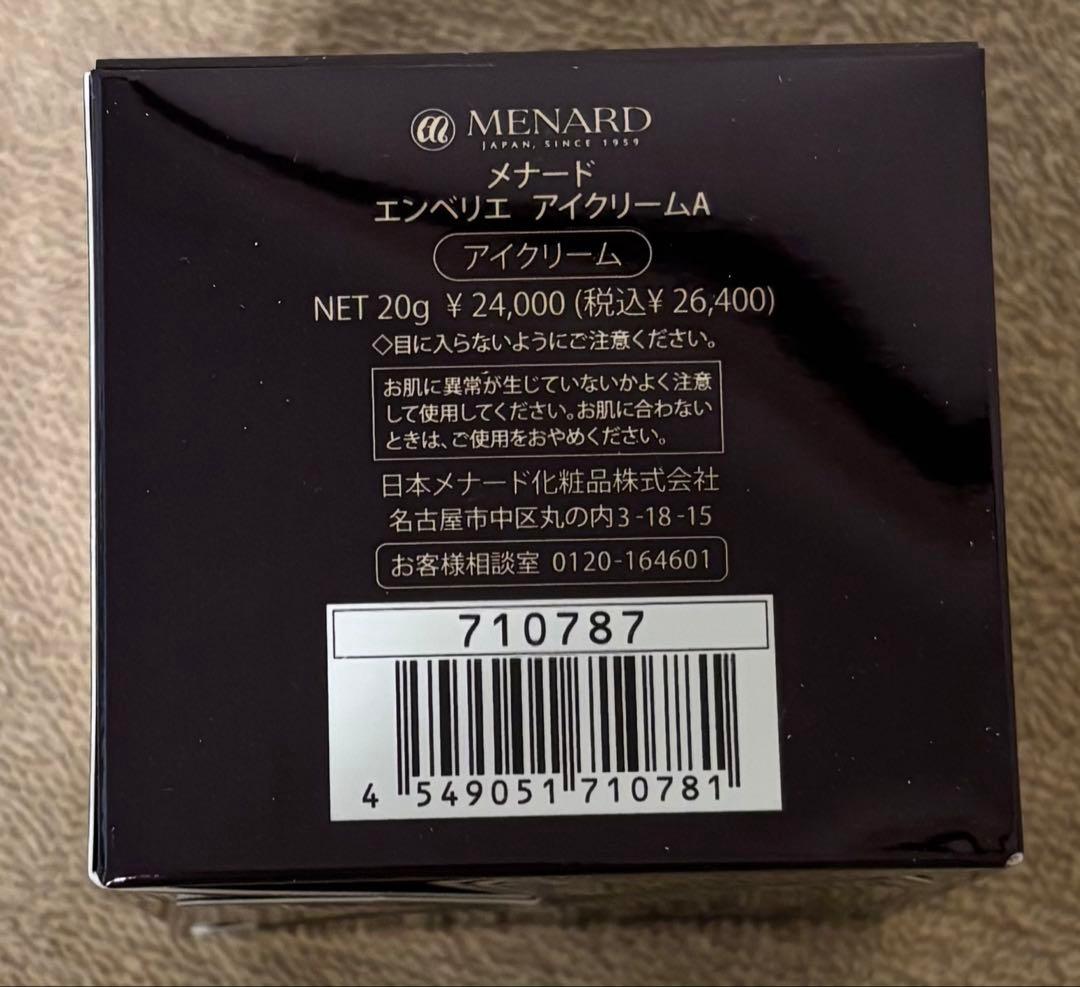 MENARD
JAPAN, SINCE 1959
メナード
エンベリエ アイクリームA
アイクリーム
NET 20g ¥ 24,000 (税込¥ 26,400)
◇目に入らないようにご注意ください。
お肌に異常が生じていないかよく注意
して使用してください。お肌に合わない
ときは、ご使用をおやめください。
日本メナード化粧品株式会社
名古屋市中区丸の内3-18-15
お客様相談室 0120-164601
710787
4 549051 710781